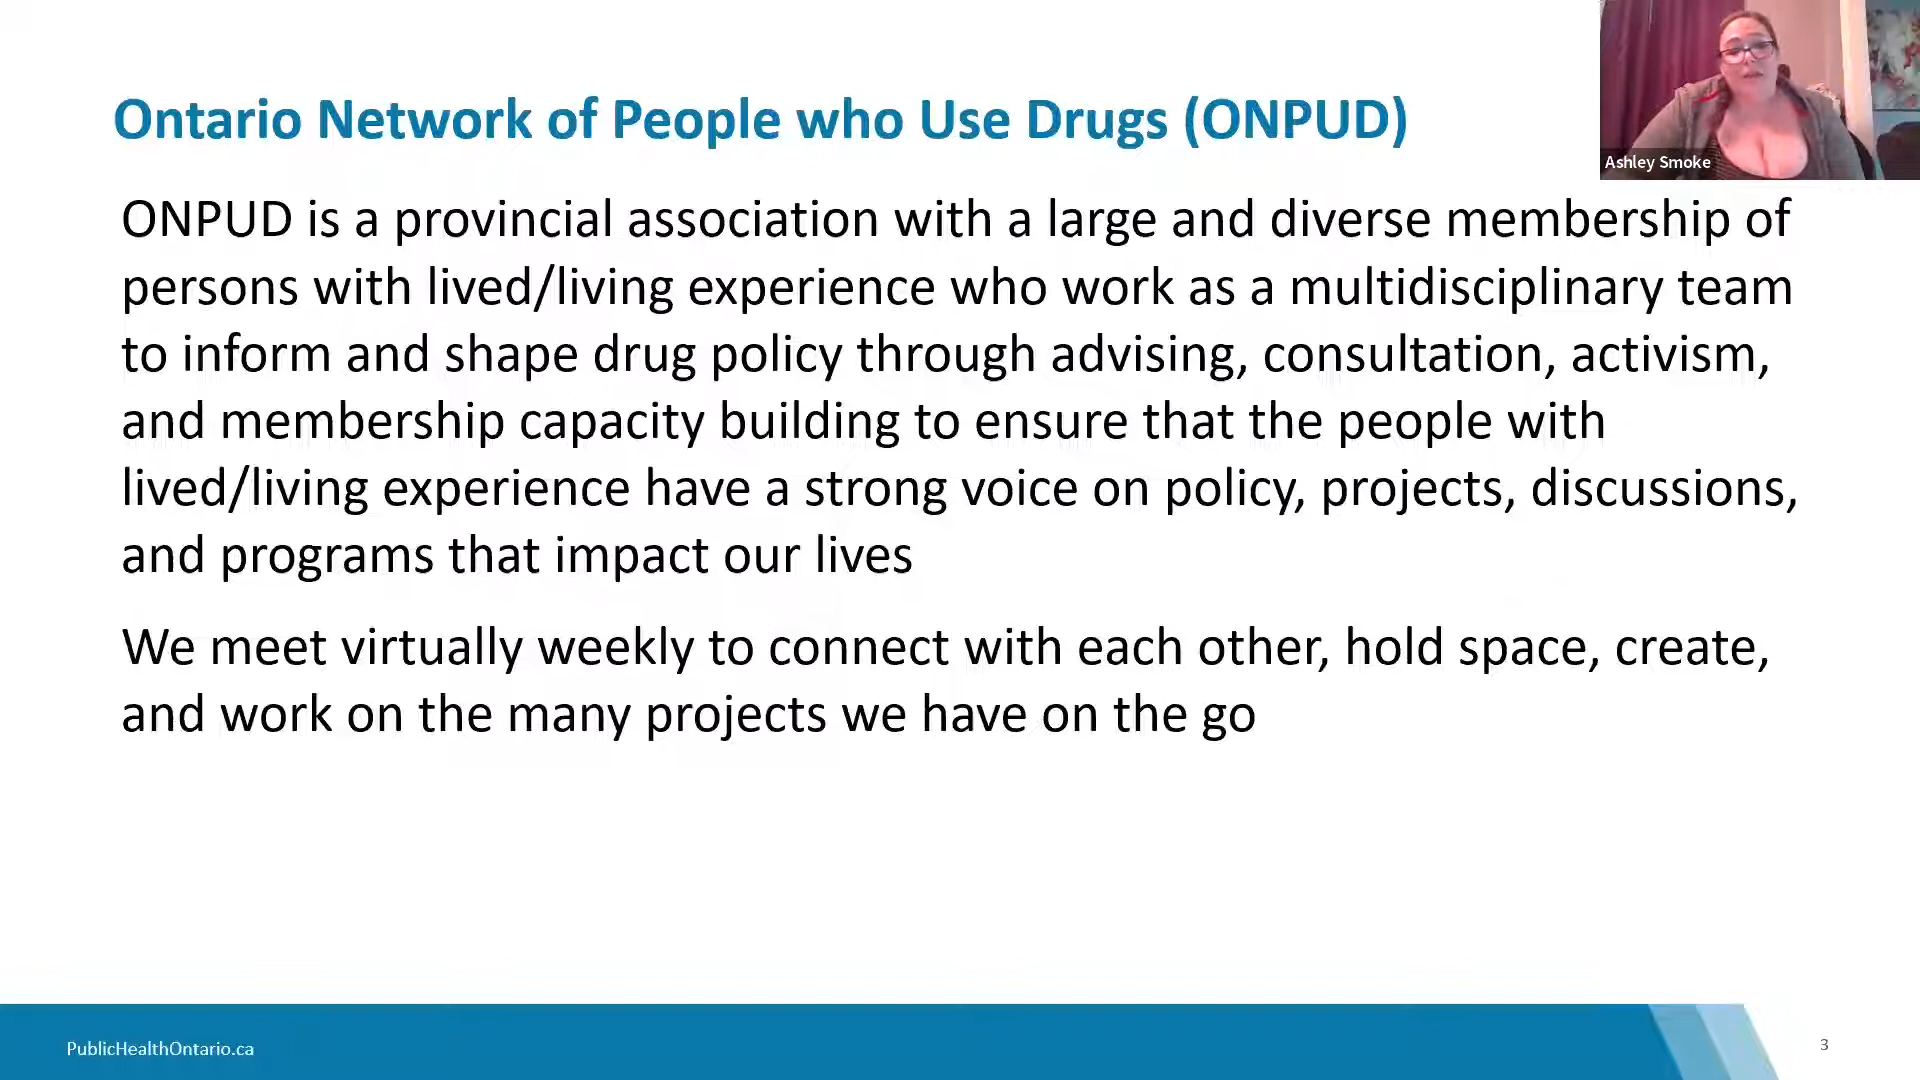 Ontario Network of People who Use Drugs (ONPUD)
Ashley Smoke
ONPUD is a provincial association with a large and diverse membership of
persons with lived/living experience who work as a multidisciplinary team
to inform and shape drug policy through advising, consultation, activism,
and membership capacity building to ensure that the people with
lived/living experience have a strong voice on policy, projects, discussions,
and programs that impact our lives
We meet virtually weekly to connect with each other, hold space, create,
and work on the many projects we have on the go
PublicHealthOntario.ca
3